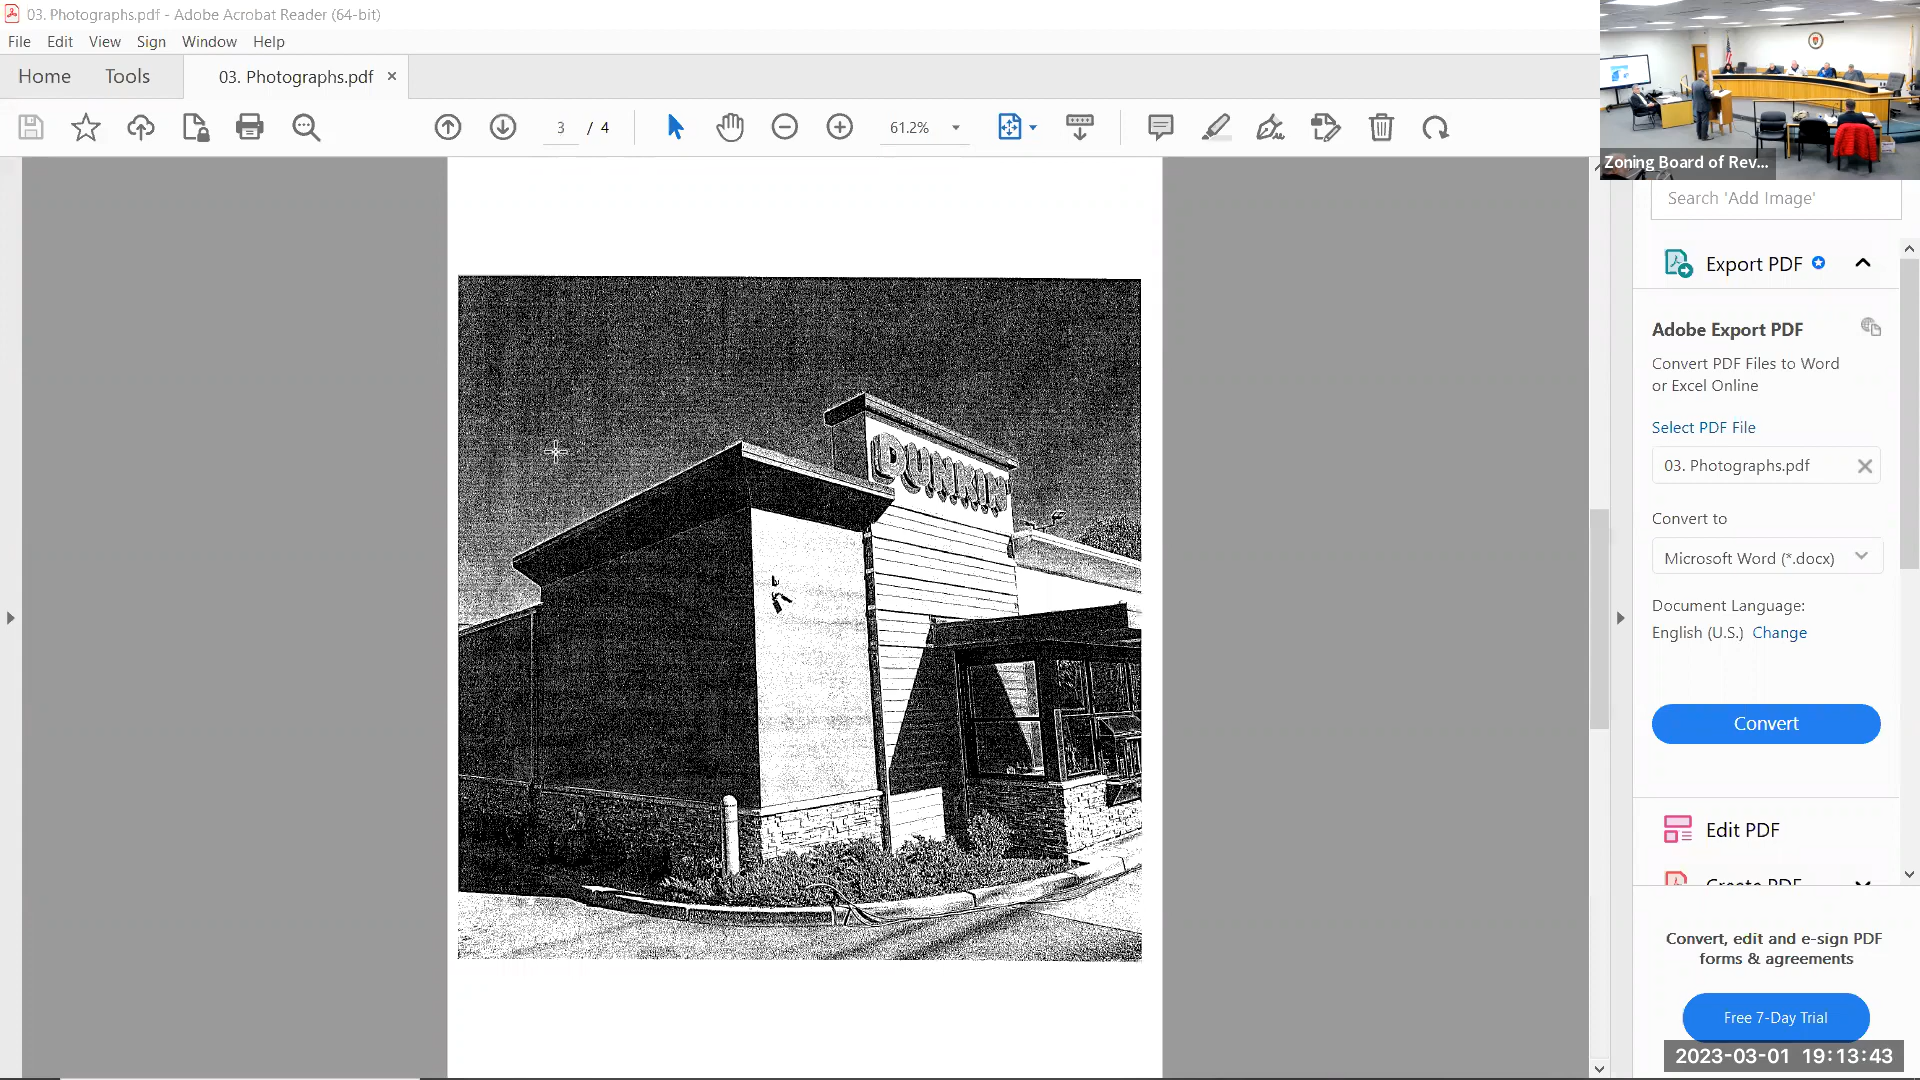 03. Photographs.pdf - Adobe Acrobat Reader (64-bit)
File Edit View Sign Window Help
Home Tools 03. Photographs.pdf ×
3 / 4 61.2%
Zoning Board of Rev...
Search 'Add Image'
Export PDF
Adobe Export PDF
Convert PDF Files to Word
or Excel Online
Select PDF File
03. Photographs.pdf
Convert to
Microsoft Word (*.docx)
Document Language:
English (U.S.) Change
Convert
Edit PDF
Create PDF
Convert, edit and e-sign PDF
forms & agreements
Free 7-Day Trial
2023-03-01 19:13:43
DUNKIN